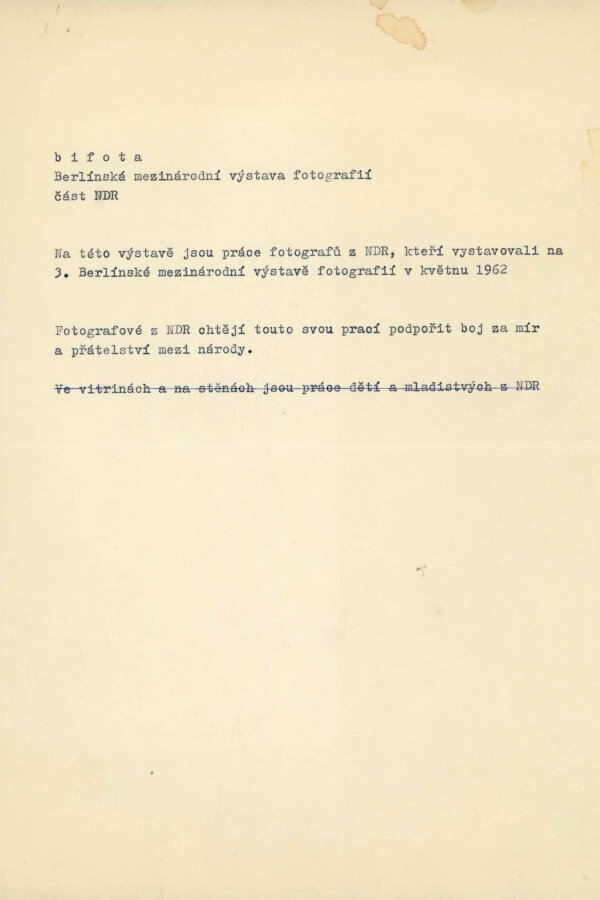 b i f o t a
Berlínská mezinárodní výstava fotografií
část NDR
Na této výstavě jsou práce fotografů z NDR, kteří vystavovali na
3. Berlínské mezinárodní výstavě fotografií v květnu 1962
Fotografové z NDR chtějí touto svou prací podpořit boj za mír
a přátelství mezi národy.
Ve vitrinách a na stěnách jsou práce dětí a mladistvých z NDR